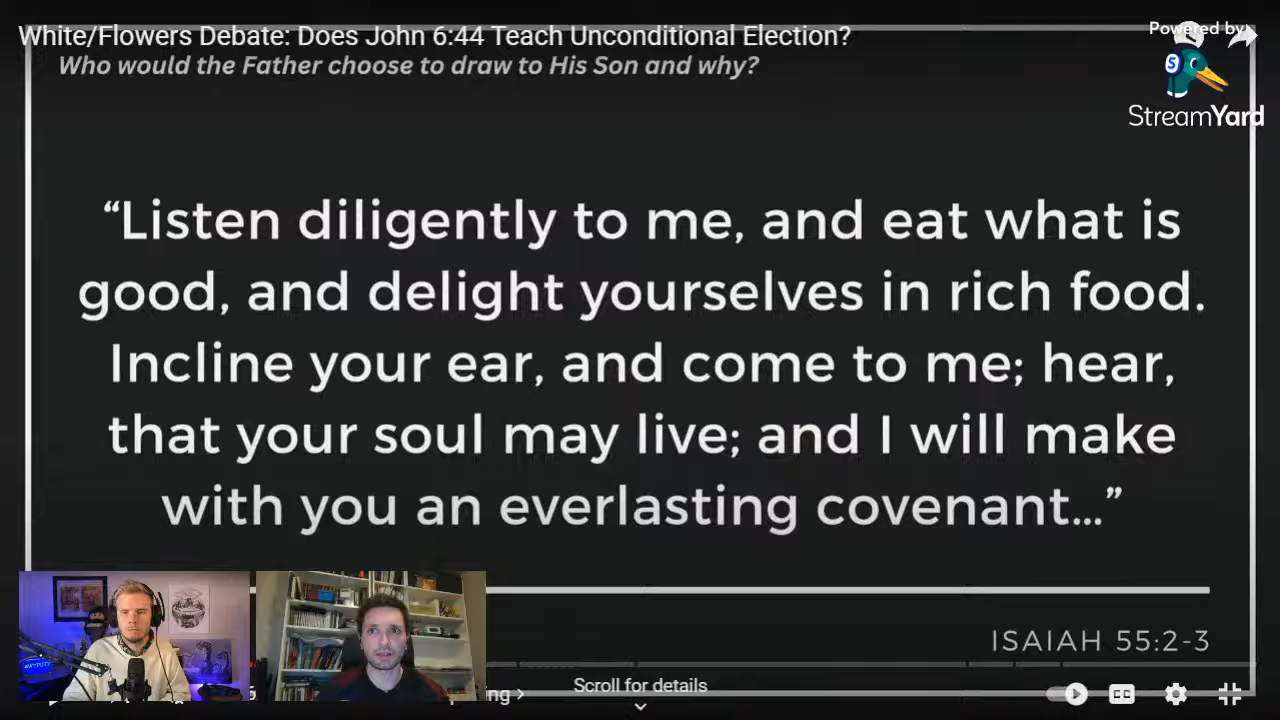 White/Flowers Debate: Does John 6:44 Teach Unconditional Election?
Powered by:
Who would the Father choose to draw to His Son and why?
S
StreamYard
“Listen diligently to me, and eat what is
good, and delight yourselves in rich food.
Incline your ear, and come to me; hear,
that your soul may live; and I will make
with you an everlasting covenant...”
ISAIAH 55:2-3
Scroll for details
CC